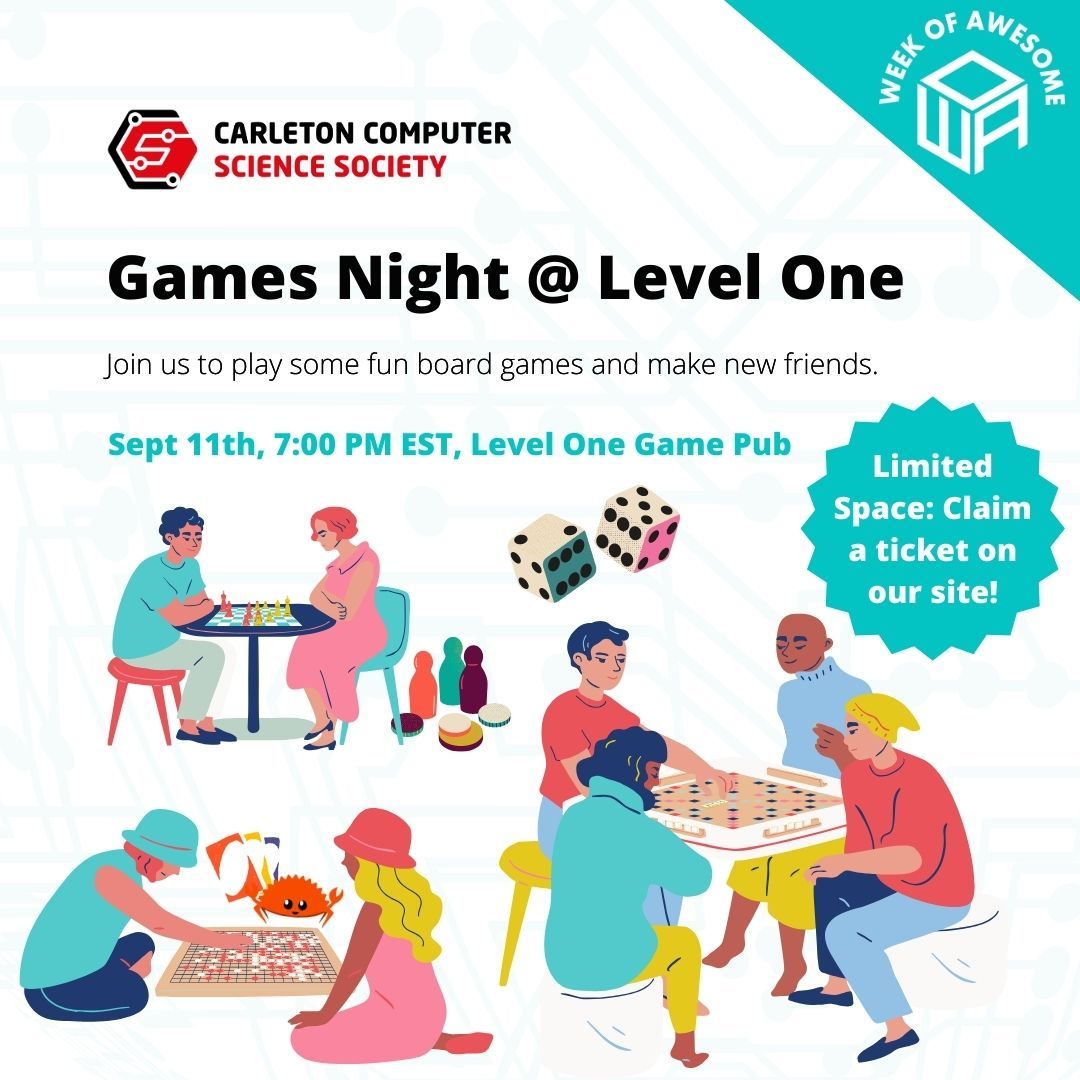 WEEK OF AWESOME
WOA
CARLETON COMPUTER
SCIENCE SOCIETY
Games Night @ Level One
Join us to play some fun board games and make new friends.
Sept 11th, 7:00 PM EST, Level One Game Pub
Limited
Space: Claim
a ticket on
our site!